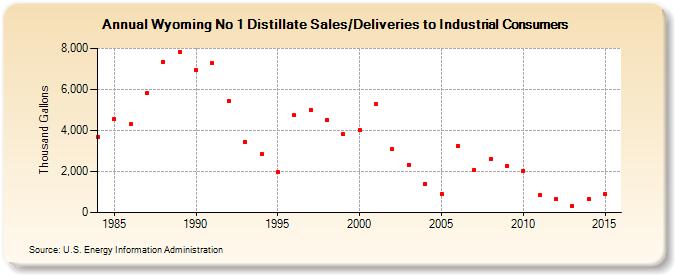 Annual Wyoming No 1 Distillate Sales/Deliveries to Industrial Consumers
Thousand Gallons
8,000
6,000
4,000
2,000
0
1985 1990 1995 2000 2005 2010 2015
Source: U.S. Energy Information Administration